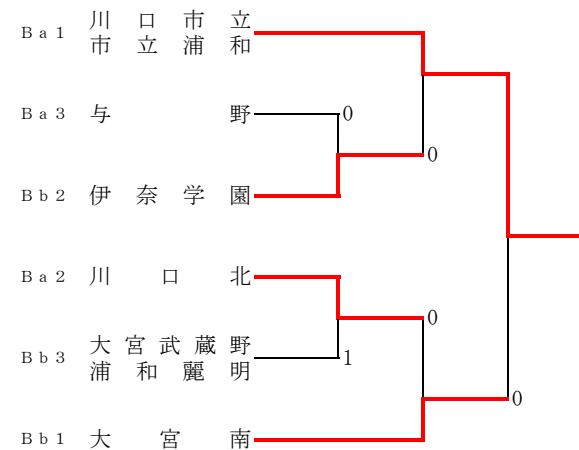 Ba1 川口市立
市立浦和
Ba3 与野 0
0
Bb2 伊奈学園
Ba2 川口北
0
Bb3 大宮武蔵野
浦和麗明 1
0
Bb1 大宮南